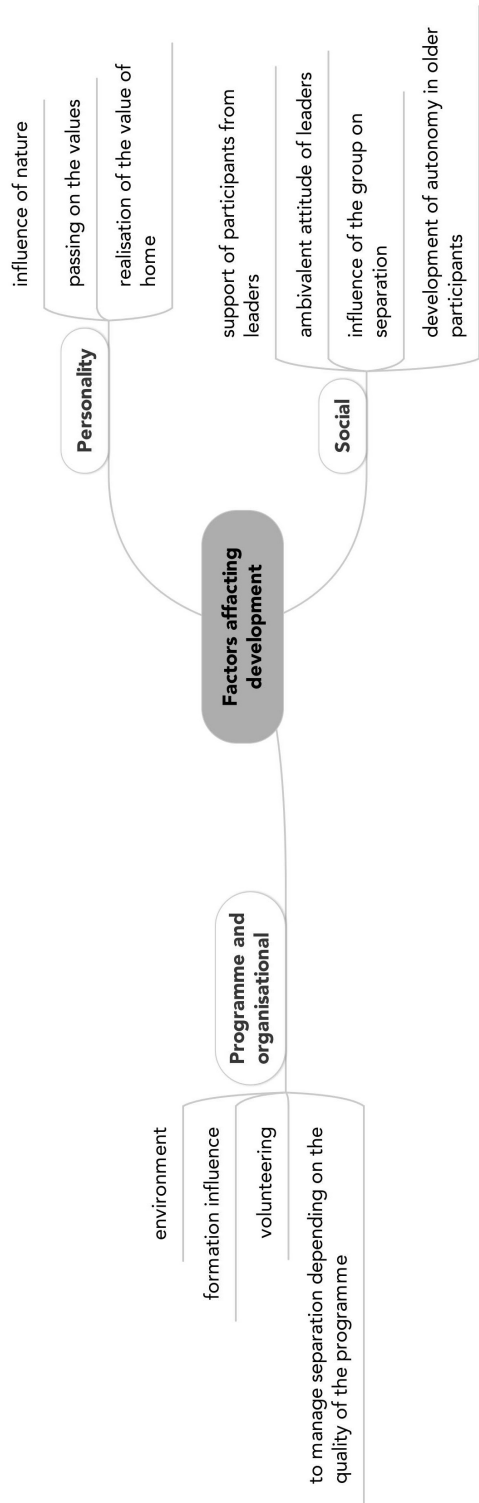 Factors affacting
development
Personality
influence of nature
passing on the values
realisation of the value of
home
Social
support of participants from
leaders
ambivalent attitude of leaders
influence of the group on
separation
development of autonomy in older
participants
Programme and
organisational
environment
formation influence
volunteering
to manage separation depending on the
quality of the programme